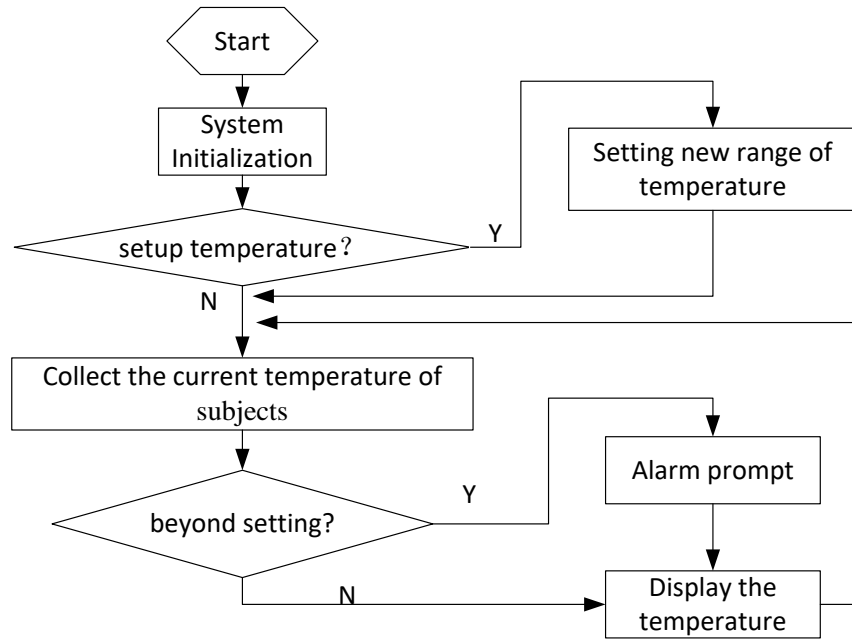 Start
System
Initialization
Setting new range of
temperature
setup temperature？
Y
N
Collect the current temperature of
subjects
Y
Alarm prompt
beyond setting?
N
Display the
temperature